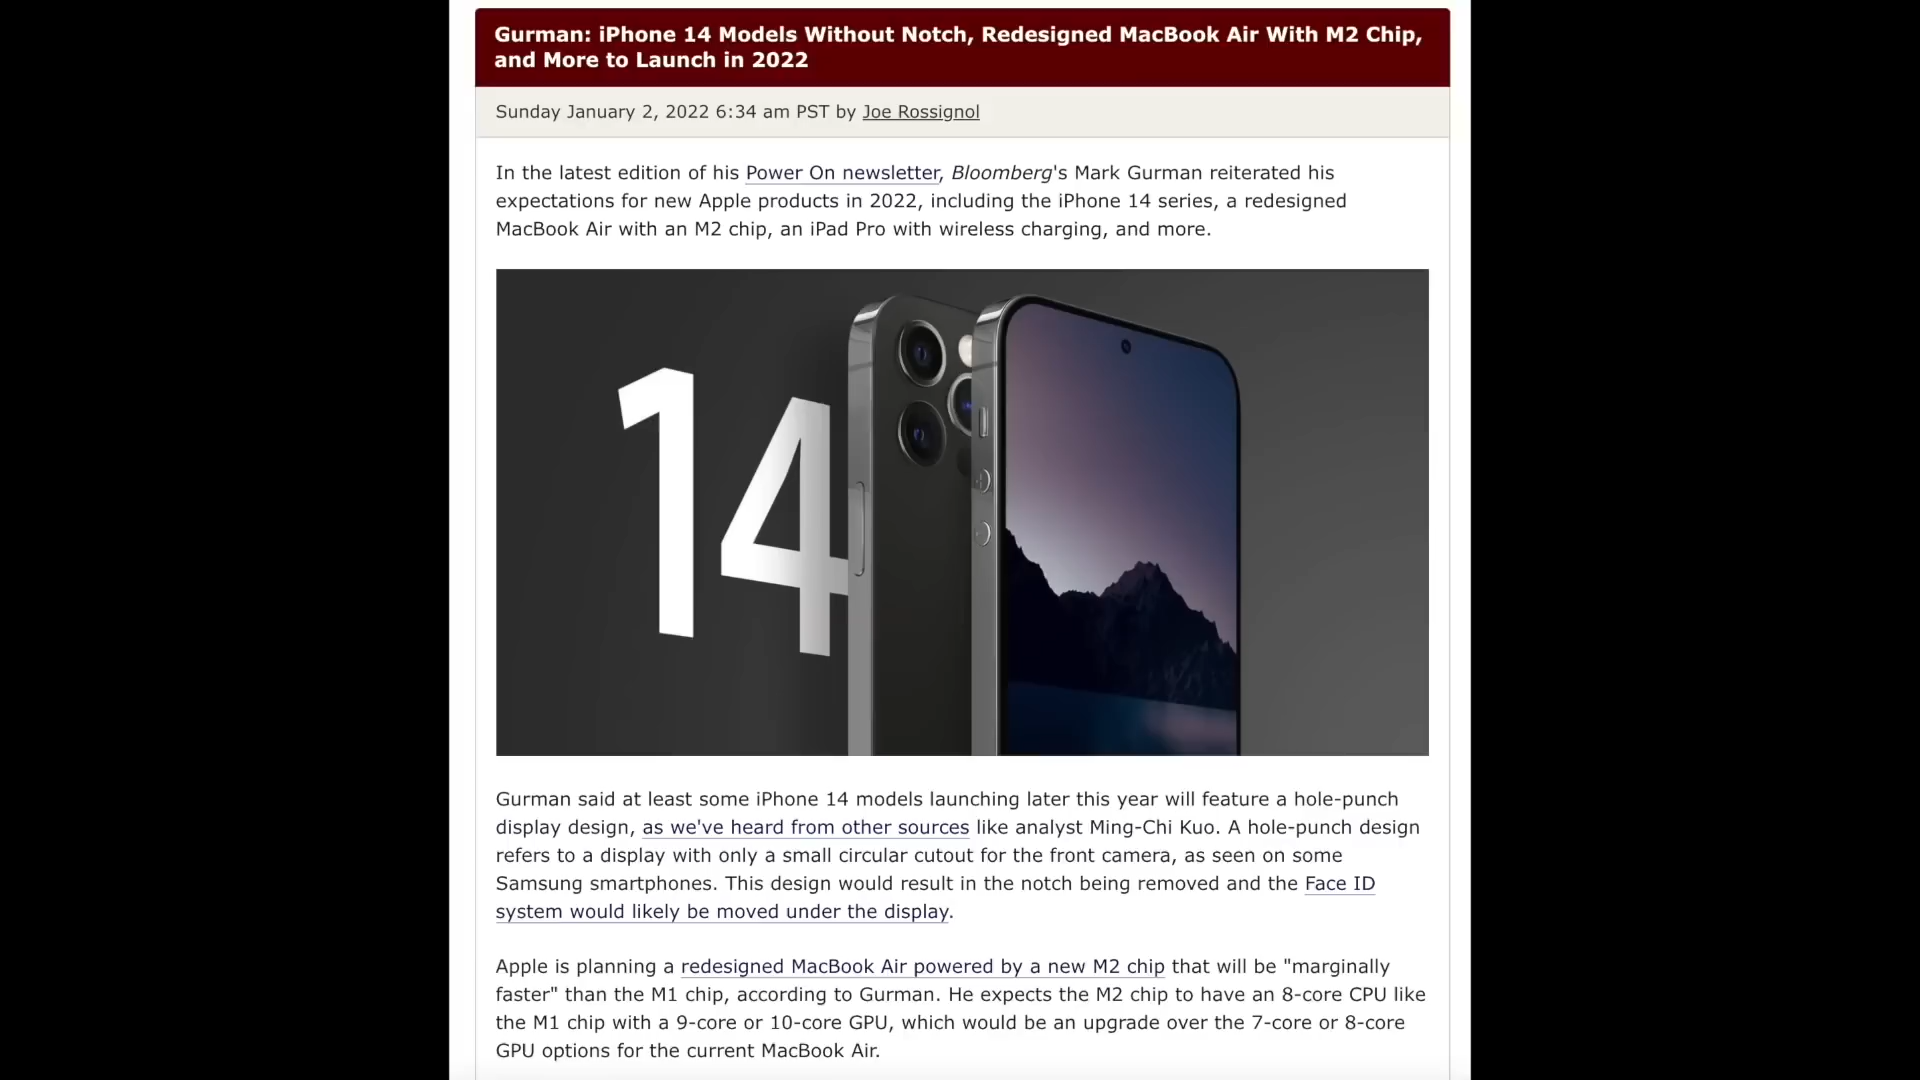 Gurman: iPhone 14 Models Without Notch, Redesigned MacBook Air With M2 Chip,
and More to Launch in 2022
Sunday January 2, 2022 6:34 am PST by Joe Rossignol
In the latest edition of his Power On newsletter, Bloomberg's Mark Gurman reiterated his
expectations for new Apple products in 2022, including the iPhone 14 series, a redesigned
MacBook Air with an M2 chip, an iPad Pro with wireless charging, and more.
14
Gurman said at least some iPhone 14 models launching later this year will feature a hole-punch
display design, as we've heard from other sources like analyst Ming-Chi Kuo. A hole-punch design
refers to a display with only a small circular cutout for the front camera, as seen on some
Samsung smartphones. This design would result in the notch being removed and the Face ID
system would likely be moved under the display.
Apple is planning a redesigned MacBook Air powered by a new M2 chip that will be "marginally
faster" than the M1 chip, according to Gurman. He expects the M2 chip to have an 8-core CPU like
the M1 chip with a 9-core or 10-core GPU, which would be an upgrade over the 7-core or 8-core
GPU options for the current MacBook Air.